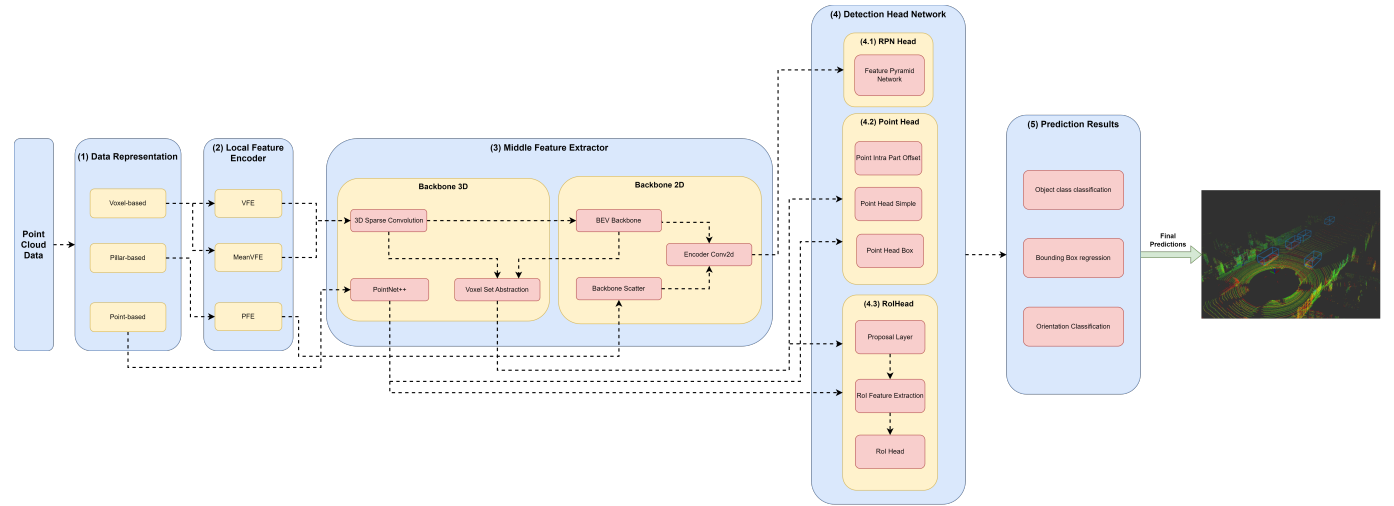 Point
Cloud
Data
(1) Data Representation
Voxel-based
Pillar-based
Point-based
(2) Local Feature
Encoder
VFE
MeanVFE
PFE
(3) Middle Feature Extractor
Backbone 3D
3D Sparse Convolution
PointNet++
Voxel Set Abstraction
Backbone 2D
BEV Backbone
Encoder Conv2d
Backbone Scatter
(4) Detection Head Network
(4.1) RPN Head
Feature Pyramid
Network
(4.2) Point Head
Point Intra Part Offset
Point Head Simple
Point Head Box
(4.3) RoIHead
Proposal Layer
RoI Feature Extraction
RoI Head
(5) Prediction Results
Object class classification
Bounding Box regression
Orientation Classification
Final
Predictions